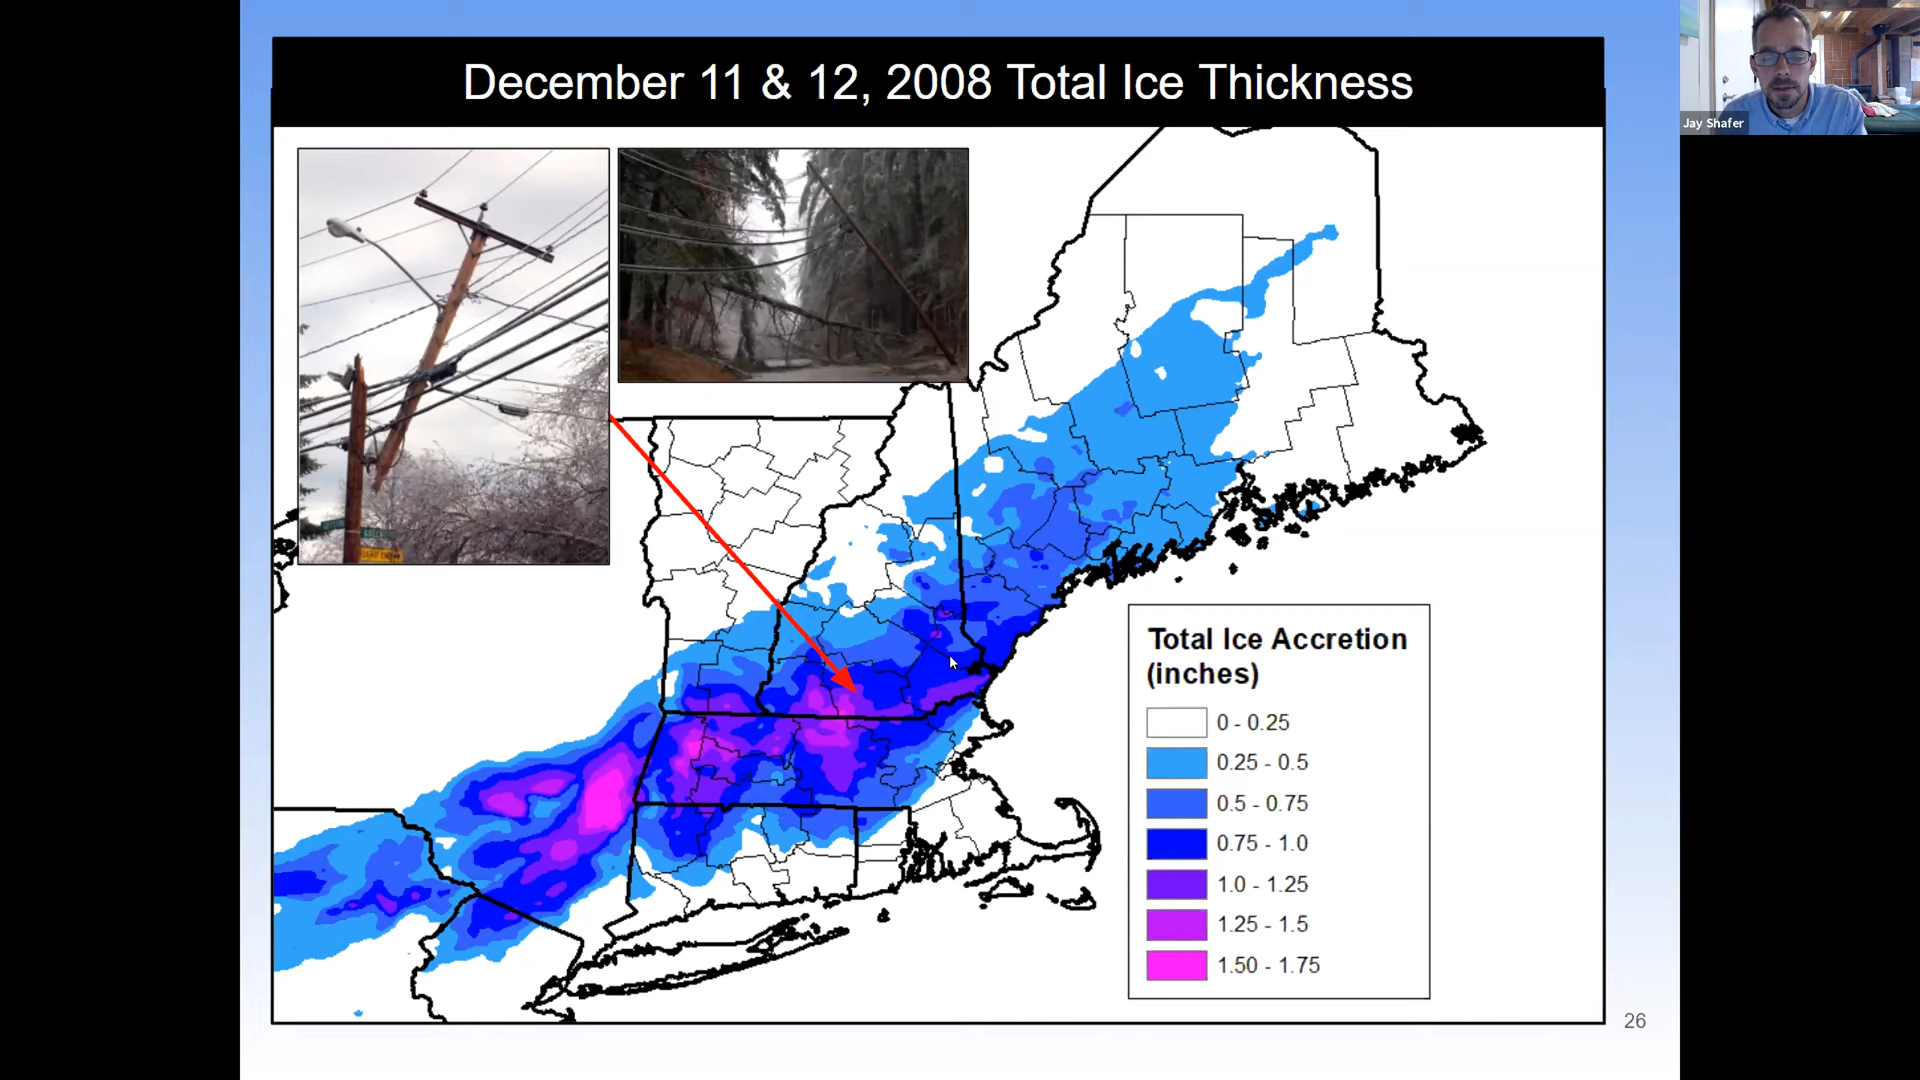 December 11 & 12, 2008 Total Ice Thickness
Jay Shafer
Total Ice Accretion
(inches)
0 - 0.25
0.25 - 0.5
0.5 - 0.75
0.75 - 1.0
1.0 - 1.25
1.25 - 1.5
1.50 - 1.75
26